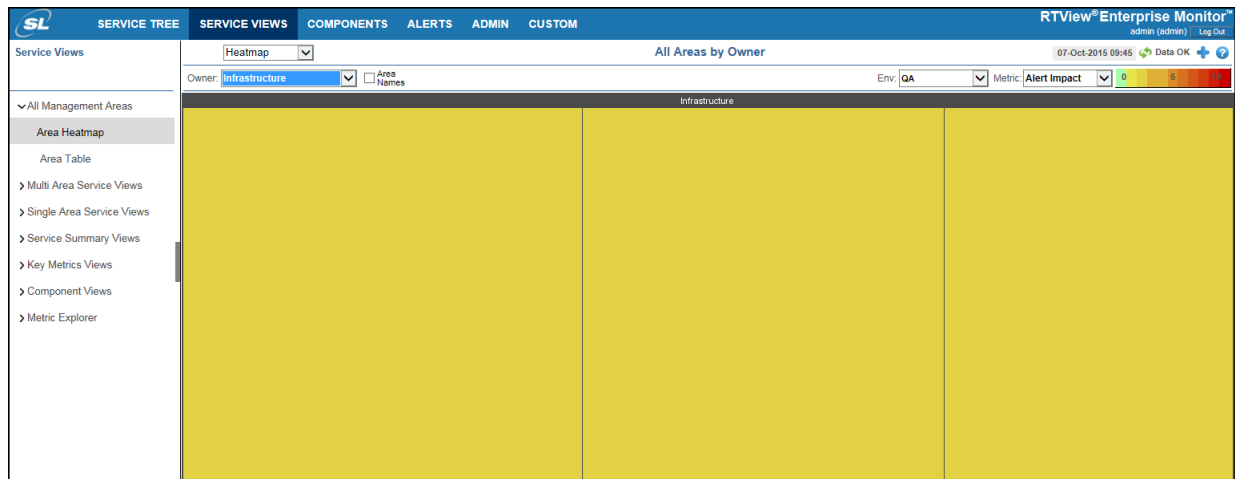 SL SERVICE TREE SERVICE VIEWS COMPONENTS ALERTS ADMIN CUSTOM RTView® Enterprise Monitor™
admin (admin) Log Out
Service Views Heatmap All Areas by Owner 07-Oct-2015 09:45 Data OK ?
Owner: Infrastructure Area Names Env: QA Metric: Alert Impact 0 5 10
Infrastructure
All Management Areas
Area Heatmap
Area Table
Multi Area Service Views
Single Area Service Views
Service Summary Views
Key Metrics Views
Component Views
Metric Explorer